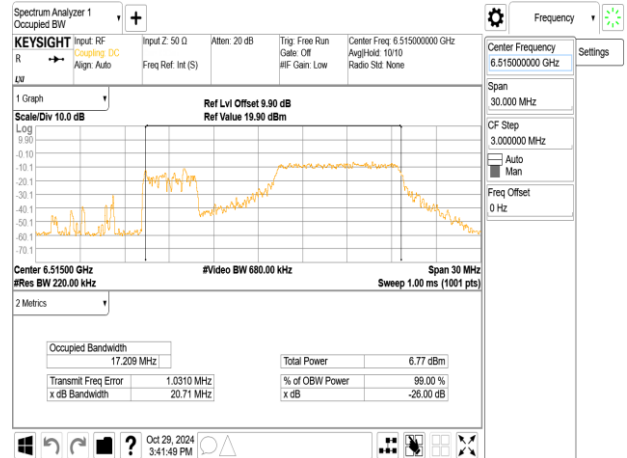 Spectrum Analyzer 1
Occupied BW
+
Frequency
KEYSIGHT
R
Input: RF
Coupling: DC
Align: Auto
Input Z: 50 Ω
Freq Ref: Int (S)
Atten: 20 dB
Trig: Free Run
Gate: Off
#IF Gain: Low
Center Freq: 6.515000000 GHz
Avg|Hold: 10/10
Radio Std: None
Center Frequency
6.515000000 GHz
Settings
Span
30.000 MHz
CF Step
3.000000 MHz
Auto
Man
Freq Offset
0 Hz
1 Graph
Scale/Div 10.0 dB
Ref Lvl Offset 9.90 dB
Ref Value 19.90 dBm
Log
9.90
-0.10
-10.1
-20.1
-30.1
-40.1
-50.1
-60.1
-70.1
Center 6.51500 GHz
#Res BW 220.00 kHz
#Video BW 680.00 kHz
Span 30 MHz
Sweep 1.00 ms (1001 pts)
2 Metrics
Occupied Bandwidth
17.209 MHz
Transmit Freq Error 1.0310 MHz
x dB Bandwidth 20.71 MHz
Total Power 6.77 dBm
% of OBW Power 99.00 %
x dB -26.00 dB
?
Oct 29, 2024
3:41:49 PM